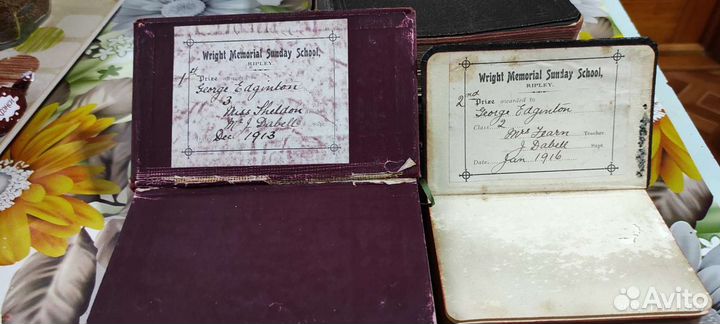 Wright Memorial Sunday School,
RIPLEY.
1st Prize
George Edginton
3
Miss Sheldon
Mr J. Dabell
Dec 1913
Wright Memorial Sunday School,
RIPLEY.
2nd Prize awarded to
George Edginton
Class 2
Mrs Fearn Teacher.
J. Dabell Supt.
Date Jan 1916
Avito